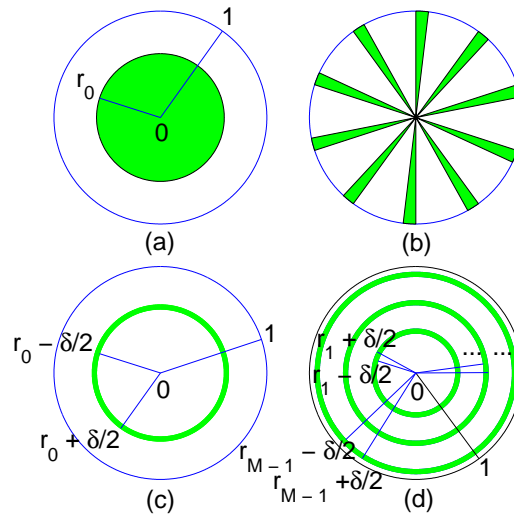 1
r0
0
(a)
(b)
r0 − δ/2
1
0
r0 + δ/2
(c)
r1 + δ/2
... ...
r1 − δ/2
0
rM − 1 − δ/2
1
rM − 1 +δ/2
(d)